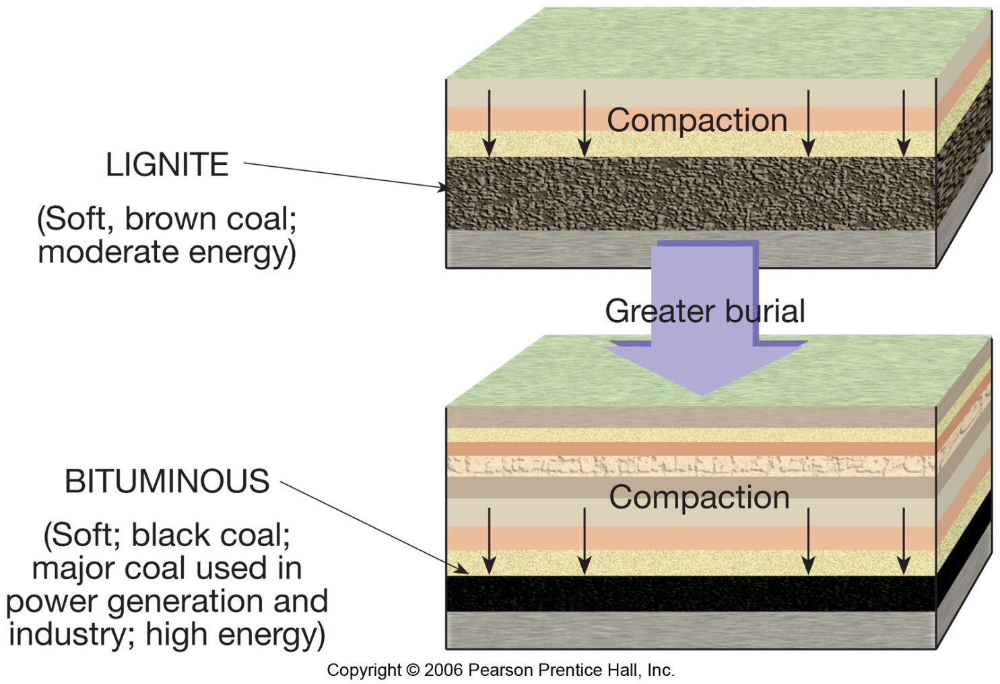 Compaction
LIGNITE
(Soft, brown coal;
moderate energy)
Greater burial
BITUMINOUS
Compaction
(Soft; black coal;
major coal used in
power generation and
industry; high energy)
Copyright © 2006 Pearson Prentice Hall, Inc.